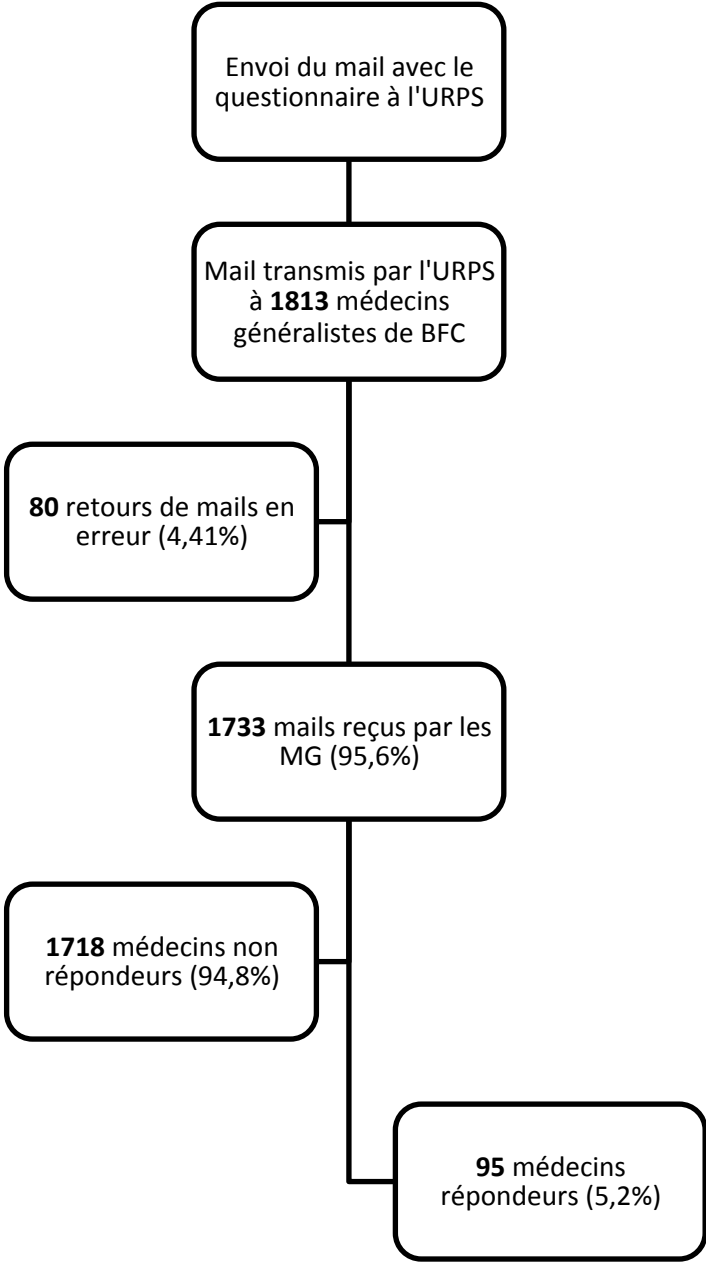 Envoi du mail avec le
questionnaire à l'URPS
Mail transmis par l'URPS
à 1813 médecins
généralistes de BFC
80 retours de mails en
erreur (4,41%)
1733 mails reçus par les
MG (95,6%)
1718 médecins non
répondeurs (94,8%)
95 médecins
répondeurs (5,2%)